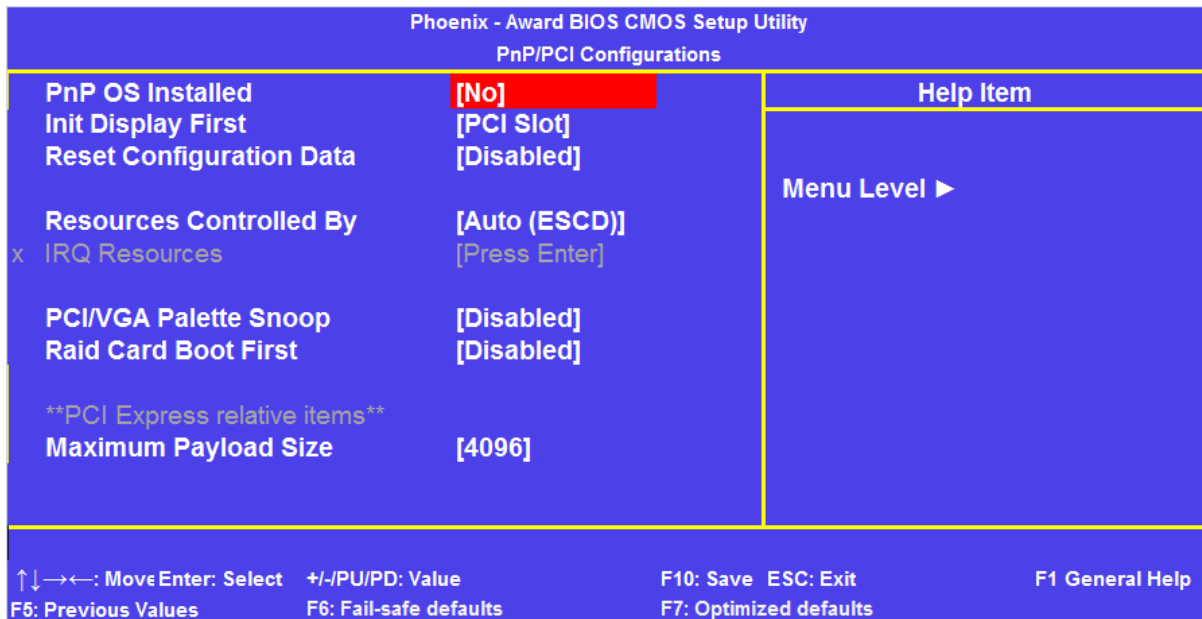 Phoenix - Award BIOS CMOS Setup Utility
PnP/PCI Configurations
PnP OS Installed [No]
Init Display First [PCI Slot]
Reset Configuration Data [Disabled]
Resources Controlled By [Auto (ESCD)]
x IRQ Resources [Press Enter]
PCI/VGA Palette Snoop [Disabled]
Raid Card Boot First [Disabled]
**PCI Express relative items**
Maximum Payload Size [4096]
Help Item
Menu Level ►
↑↓→←: Move Enter: Select +/-/PU/PD: Value F10: Save ESC: Exit F1 General Help
F5: Previous Values F6: Fail-safe defaults F7: Optimized defaults